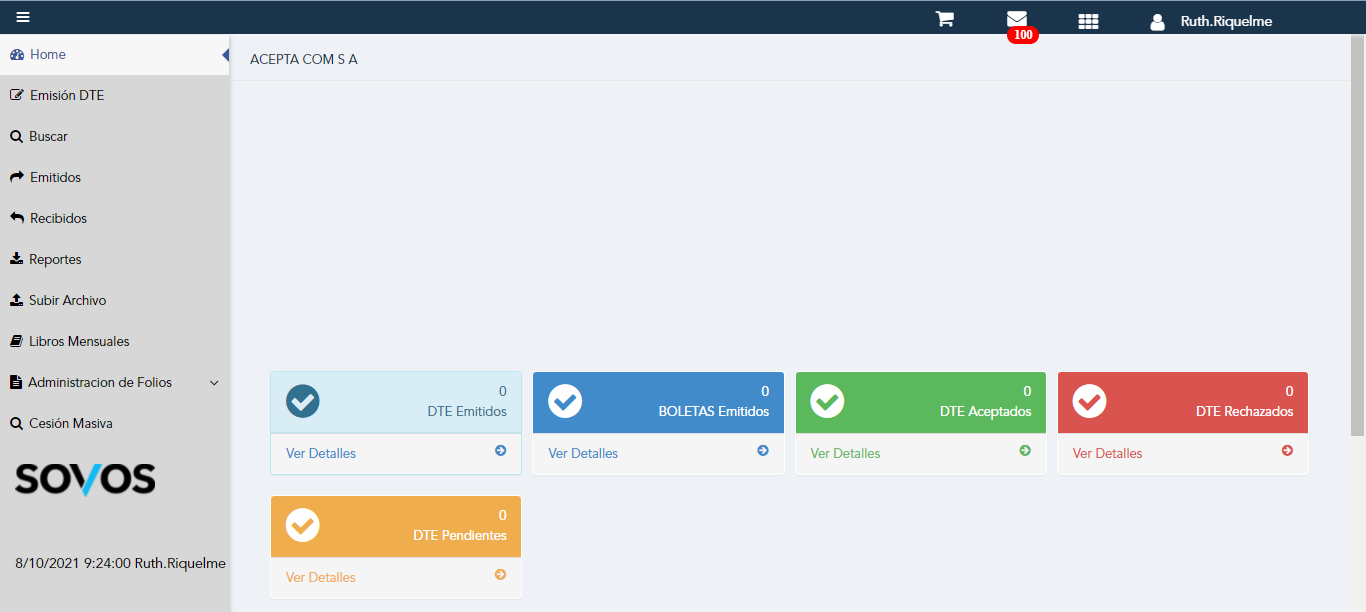 100
Ruth.Riquelme
Home
Emisión DTE
Buscar
Emitidos
Recibidos
Reportes
Subir Archivo
Libros Mensuales
Administracion de Folios
Cesión Masiva
SOVOS
8/10/2021 9:24:00 Ruth.Riquelme
ACEPTA COM S A
0
DTE Emitidos
Ver Detalles
0
BOLETAS Emitidos
Ver Detalles
0
DTE Aceptados
Ver Detalles
0
DTE Rechazados
Ver Detalles
0
DTE Pendientes
Ver Detalles